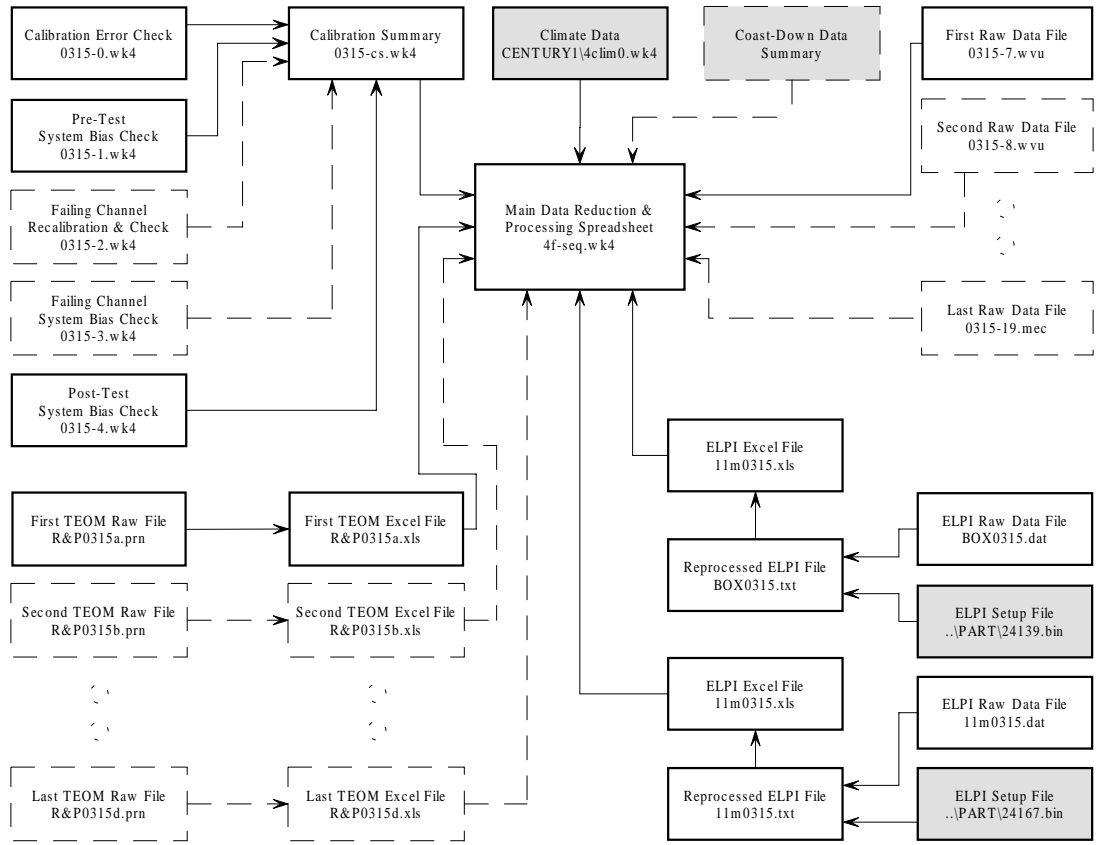 Calibration Error Check
0315-0.wk4
Calibration Summary
0315-cs.wk4
Climate Data
CENTURY1\4clim0.wk4
Coast-Down Data
Summary
First Raw Data File
0315-7.wvu
Pre-Test
System Bias Check
0315-1.wk4
Second Raw Data File
0315-8.wvu
Failing Channel
Recalibration & Check
0315-2.wk4
Main Data Reduction &
Processing Spreadsheet
4f-seq.wk4
Failing Channel
System Bias Check
0315-3.wk4
Last Raw Data File
0315-19.mec
Post-Test
System Bias Check
0315-4.wk4
ELPI Excel File
11m0315.xls
First TEOM Raw File
R&P0315a.prn
First TEOM Excel File
R&P0315a.xls
ELPI Raw Data File
BOX0315.dat
Reprocessed ELPI File
BOX0315.txt
Second TEOM Raw File
R&P0315b.prn
Second TEOM Excel File
R&P0315b.xls
ELPI Setup File
..\PART\24139.bin
ELPI Excel File
11m0315.xls
ELPI Raw Data File
11m0315.dat
Last TEOM Raw File
R&P0315d.prn
Last TEOM Excel File
R&P0315d.xls
Reprocessed ELPI File
11m0315.txt
ELPI Setup File
..\PART\24167.bin